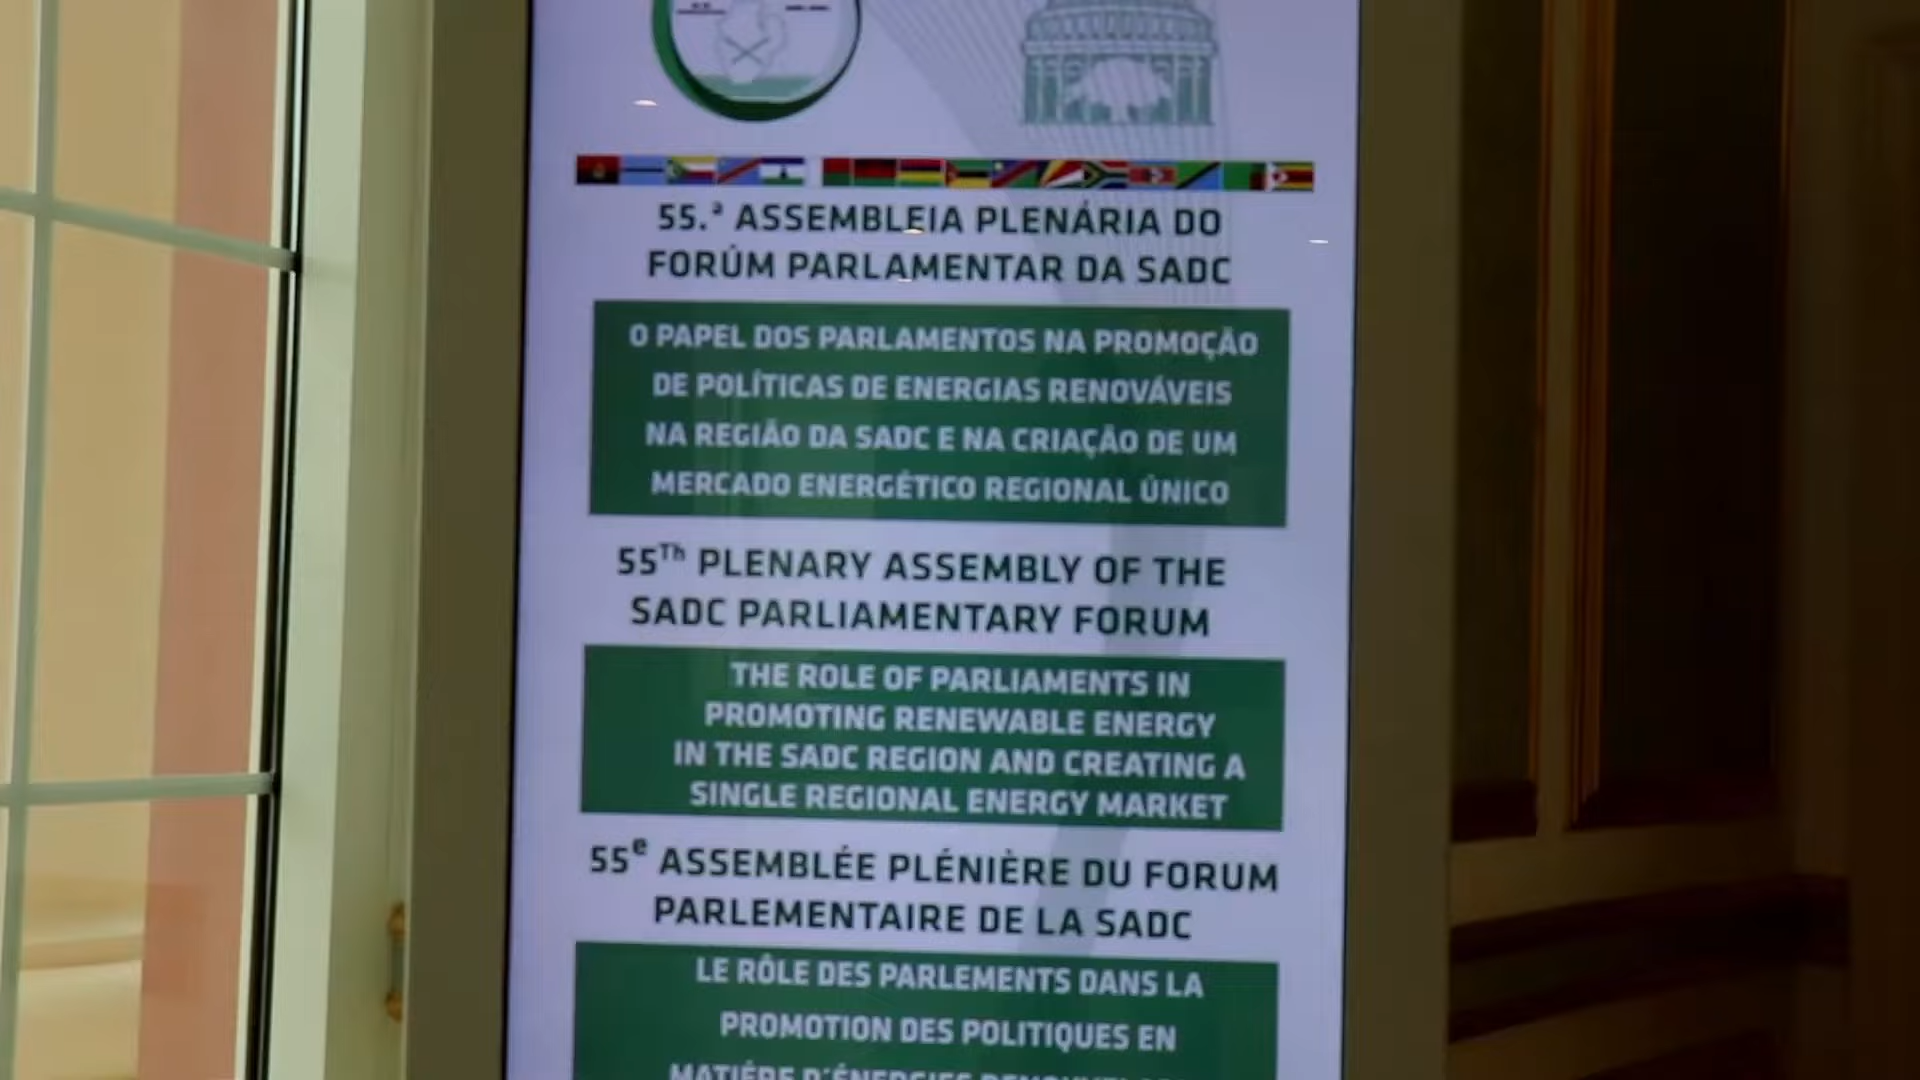 55.ª ASSEMBLEIA PLENÁRIA DO
FORÚM PARLAMENTAR DA SADC
O PAPEL DOS PARLAMENTOS NA PROMOÇÃO
DE POLÍTICAS DE ENERGIAS RENOVÁVEIS
NA REGIÃO DA SADC E NA CRIAÇÃO DE UM
MERCADO ENERGÉTICO REGIONAL ÚNICO
55Th PLENARY ASSEMBLY OF THE
SADC PARLIAMENTARY FORUM
THE ROLE OF PARLIAMENTS IN
PROMOTING RENEWABLE ENERGY
IN THE SADC REGION AND CREATING A
SINGLE REGIONAL ENERGY MARKET
55e ASSEMBLÉE PLÉNIÈRE DU FORUM
PARLEMENTAIRE DE LA SADC
LE RÔLE DES PARLEMENTS DANS LA
PROMOTION DES POLITIQUES EN
MATIÉRE D'ÉNERGIES